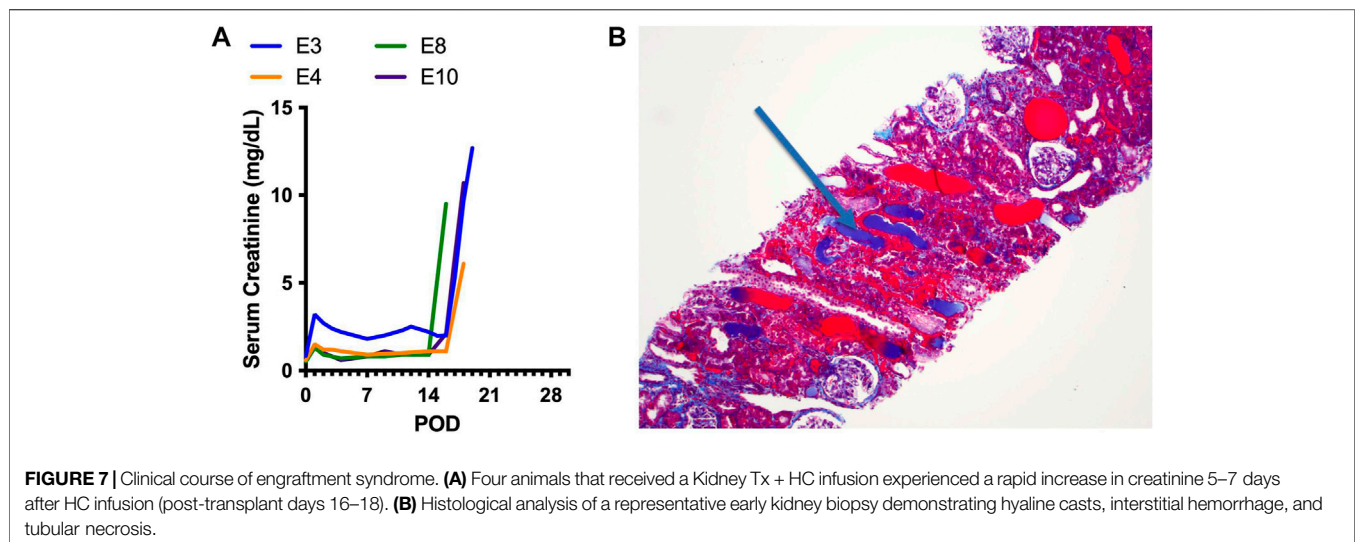 A
B
E3
E8
E4
E10
15
10
5
0
Serum Creatinine (mg/dL)
0 7 14 21 28
POD
FIGURE 7 | Clinical course of engraftment syndrome. (A) Four animals that received a Kidney Tx + HC infusion experienced a rapid increase in creatinine 5–7 days
after HC infusion (post-transplant days 16–18). (B) Histological analysis of a representative early kidney biopsy demonstrating hyaline casts, interstitial hemorrhage, and
tubular necrosis.